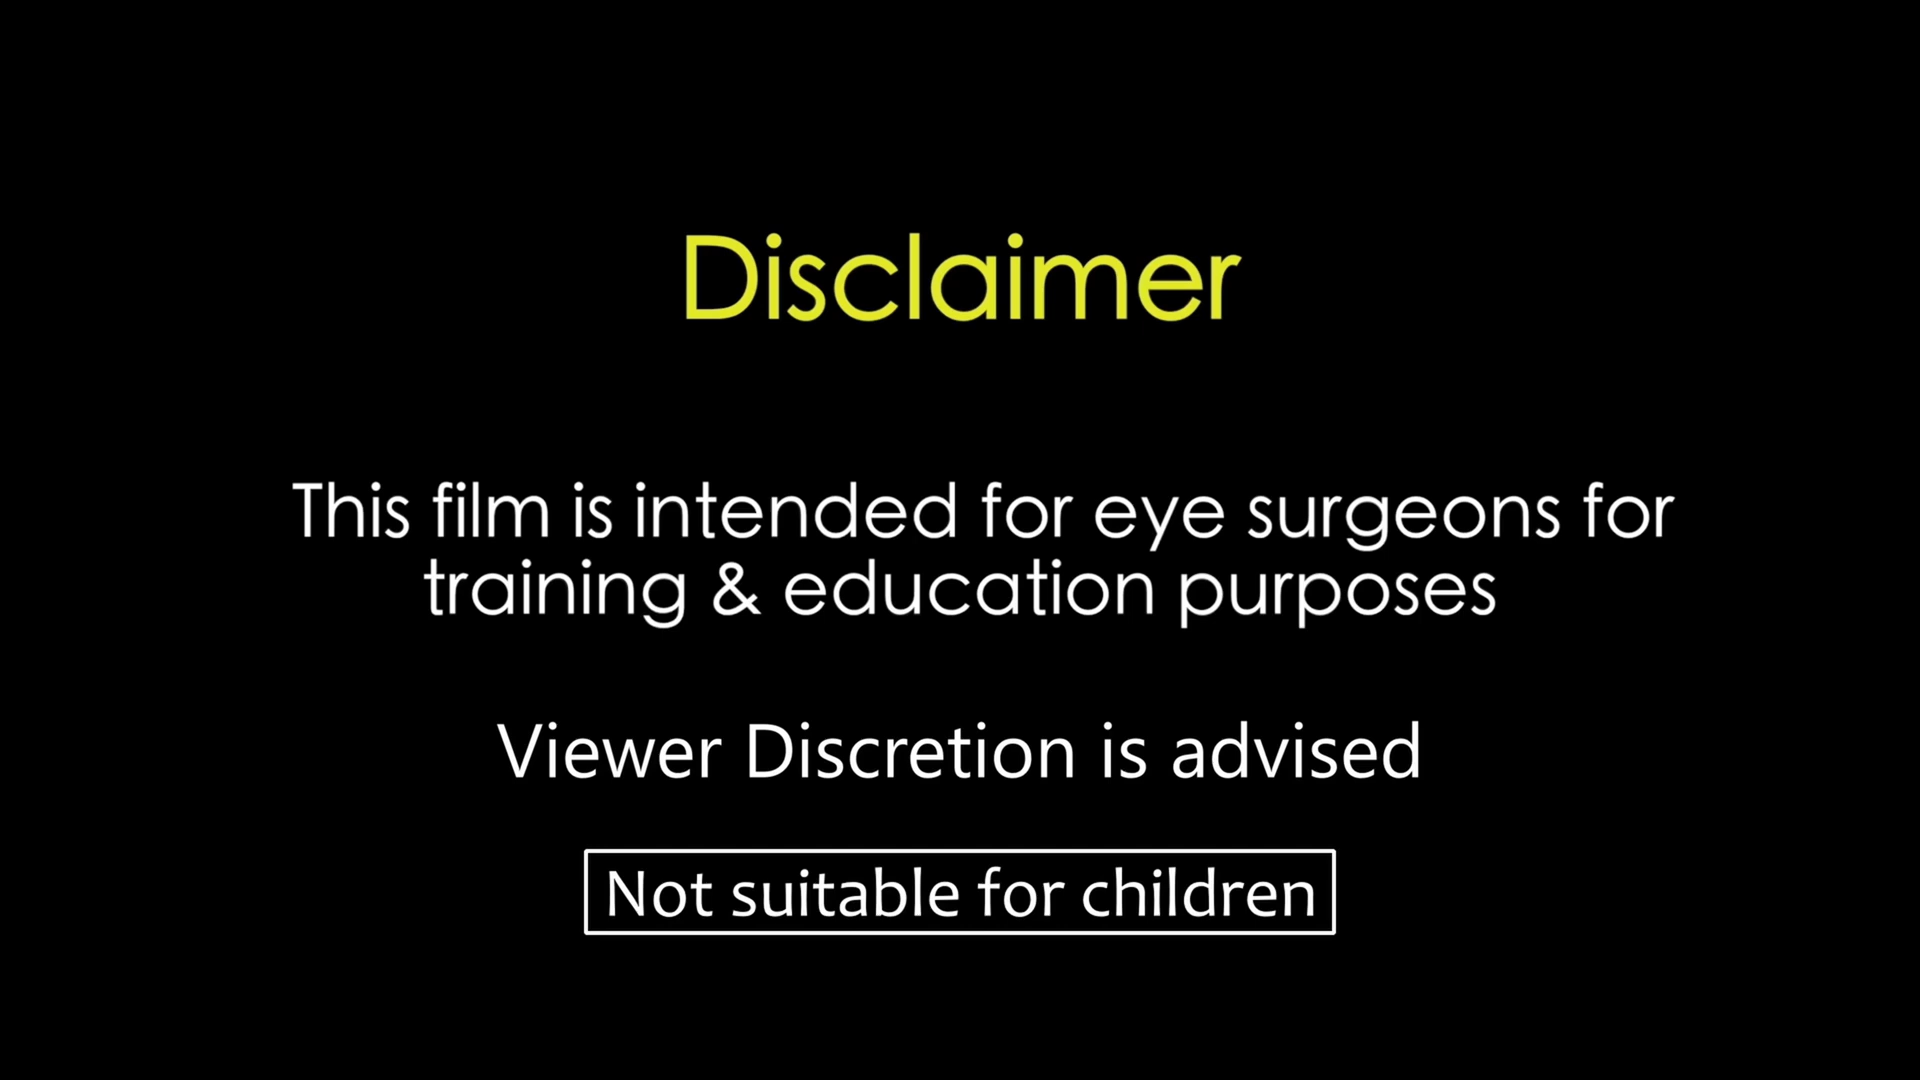 Disclaimer
This film is intended for eye surgeons for
training & education purposes
Viewer Discretion is advised
Not suitable for children